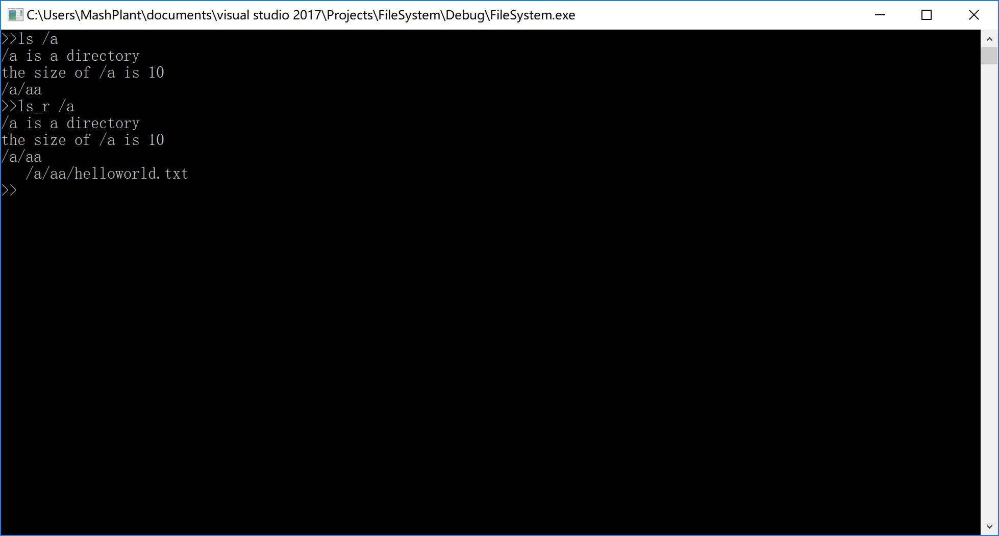 C:\Users\MashPlant\documents\visual studio 2017\Projects\FileSystem\Debug\FileSystem.exe
>>ls /a
/a is a directory
the size of /a is 10
/a/aa
>>ls_r /a
/a is a directory
the size of /a is 10
/a/aa
   /a/aa/helloworld.txt
>>